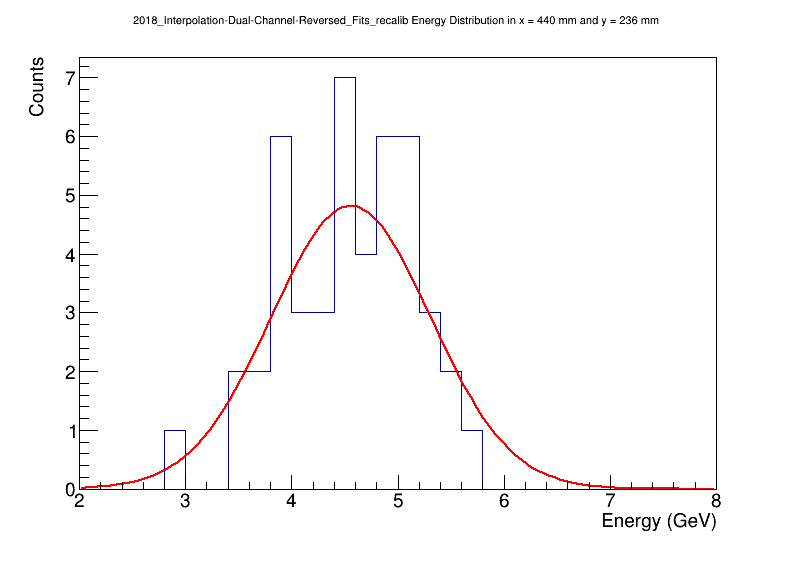 2018_Interpolation-Dual-Channel-Reversed_Fits_recalib Energy Distribution in x = 440 mm and y = 236 mm
Counts
7
6
5
4
3
2
1
0
2 3 4 5 6 7 8
Energy (GeV)